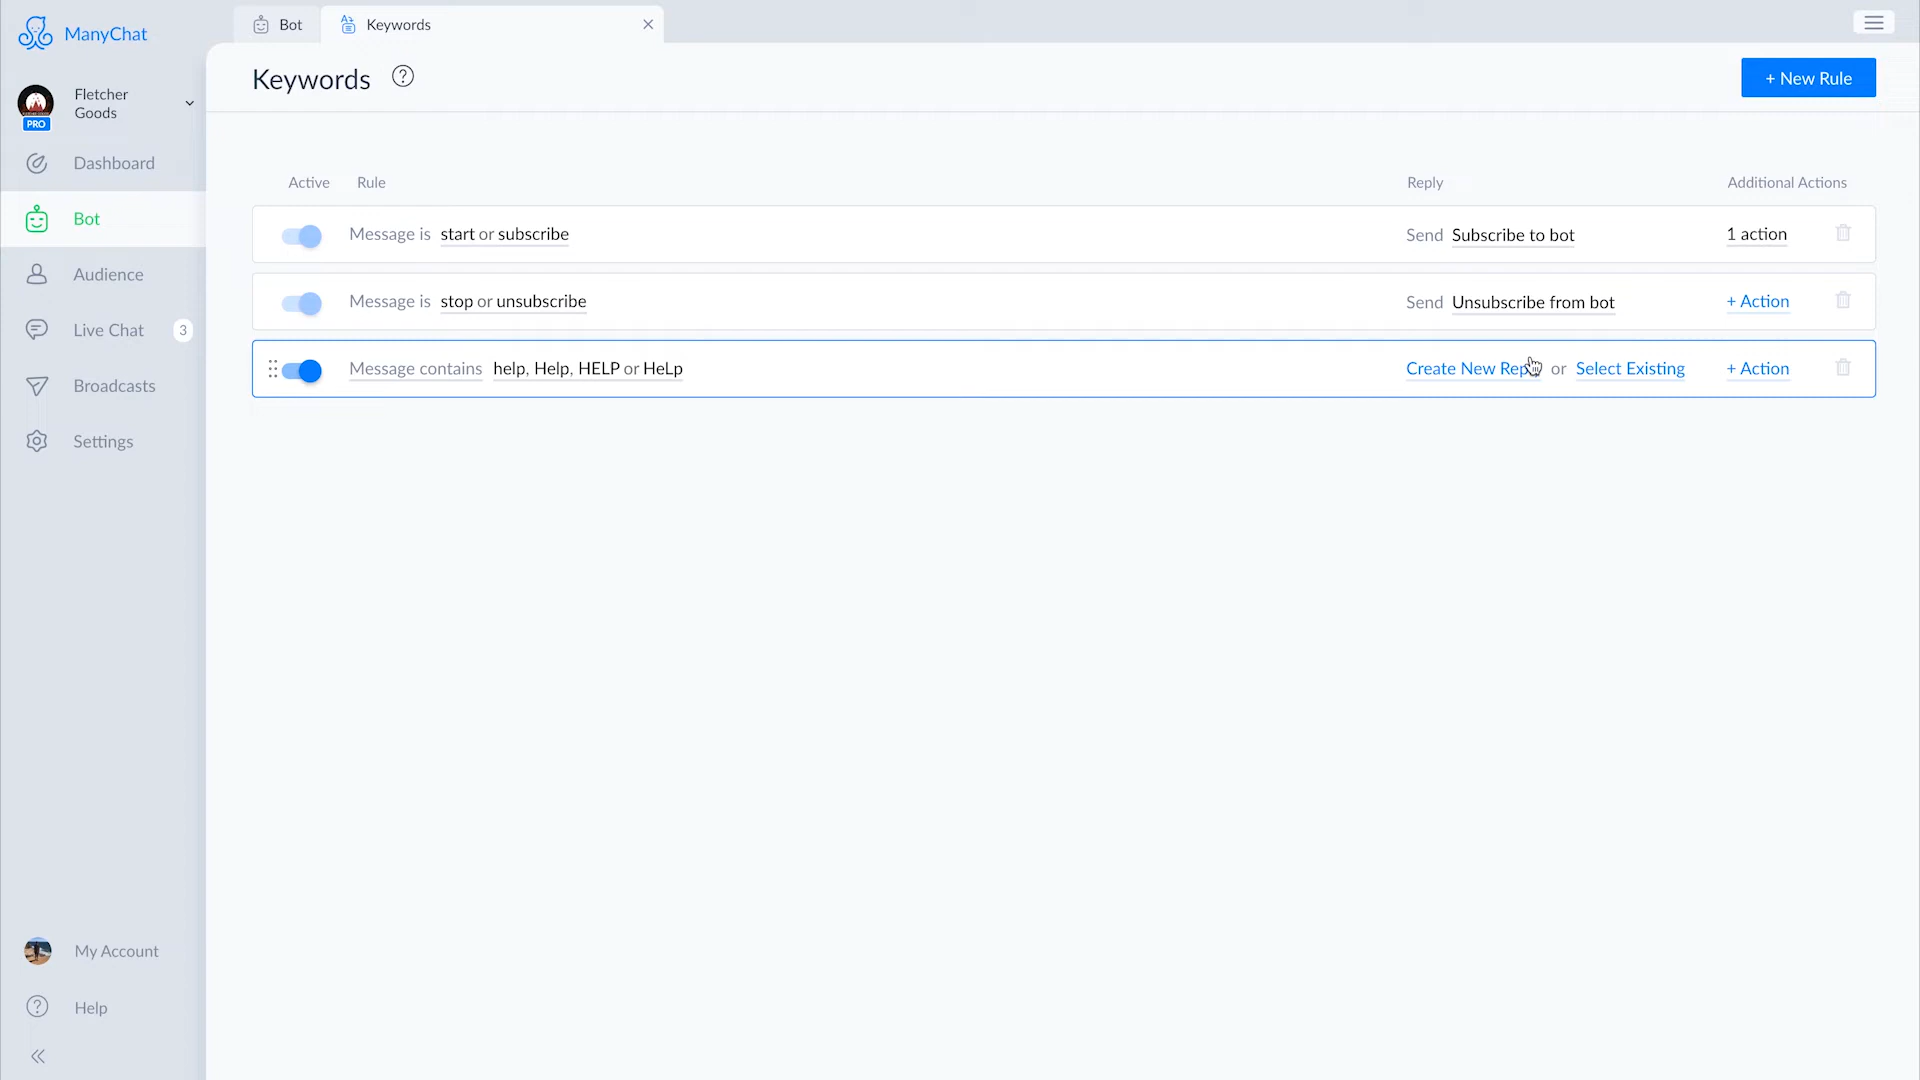 ManyChat
Bot
Keywords
Fletcher
Goods
PRO
Keywords
?
+ New Rule
Dashboard
Bot
Audience
Live Chat 3
Broadcasts
Settings
Active Rule Reply Additional Actions
Message is start or subscribe Send Subscribe to bot 1 action
Message is stop or unsubscribe Send Unsubscribe from bot + Action
Message contains help, Help, HELP or HeLp Create New or Select Existing + Action
My Account
? Help